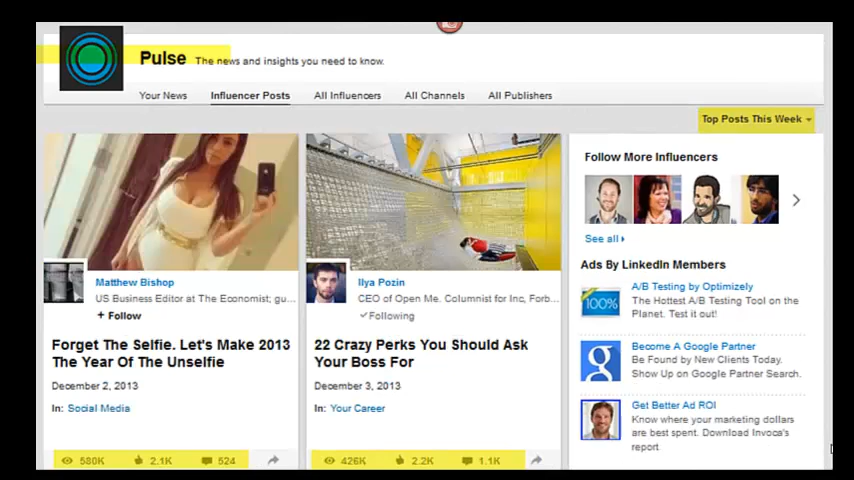 Pulse The news and insights you need to know.
Your News Influencer Posts All Influencers All Channels All Publishers
Top Posts This Week
Matthew Bishop
US Business Editor at The Economist; gu...
+ Follow
Forget The Selfie. Let's Make 2013
The Year Of The Unselfie
December 2, 2013
In: Social Media
580K 2.1K 524
Ilya Pozin
CEO of Open Me. Columnist for Inc, Forb...
Following
22 Crazy Perks You Should Ask
Your Boss For
December 3, 2013
In: Your Career
426K 2.2K 1.1K
Follow More Influencers
See all
Ads By LinkedIn Members
100%
A/B Testing by Optimizely
The Hottest A/B Testing Tool on the
Planet. Test it out!
g
Become A Google Partner
Be Found by New Clients Today.
Show Up on Google Partner Search.
Get Better Ad ROI
Know where your marketing dollars
are best spent. Download Invoca's
report